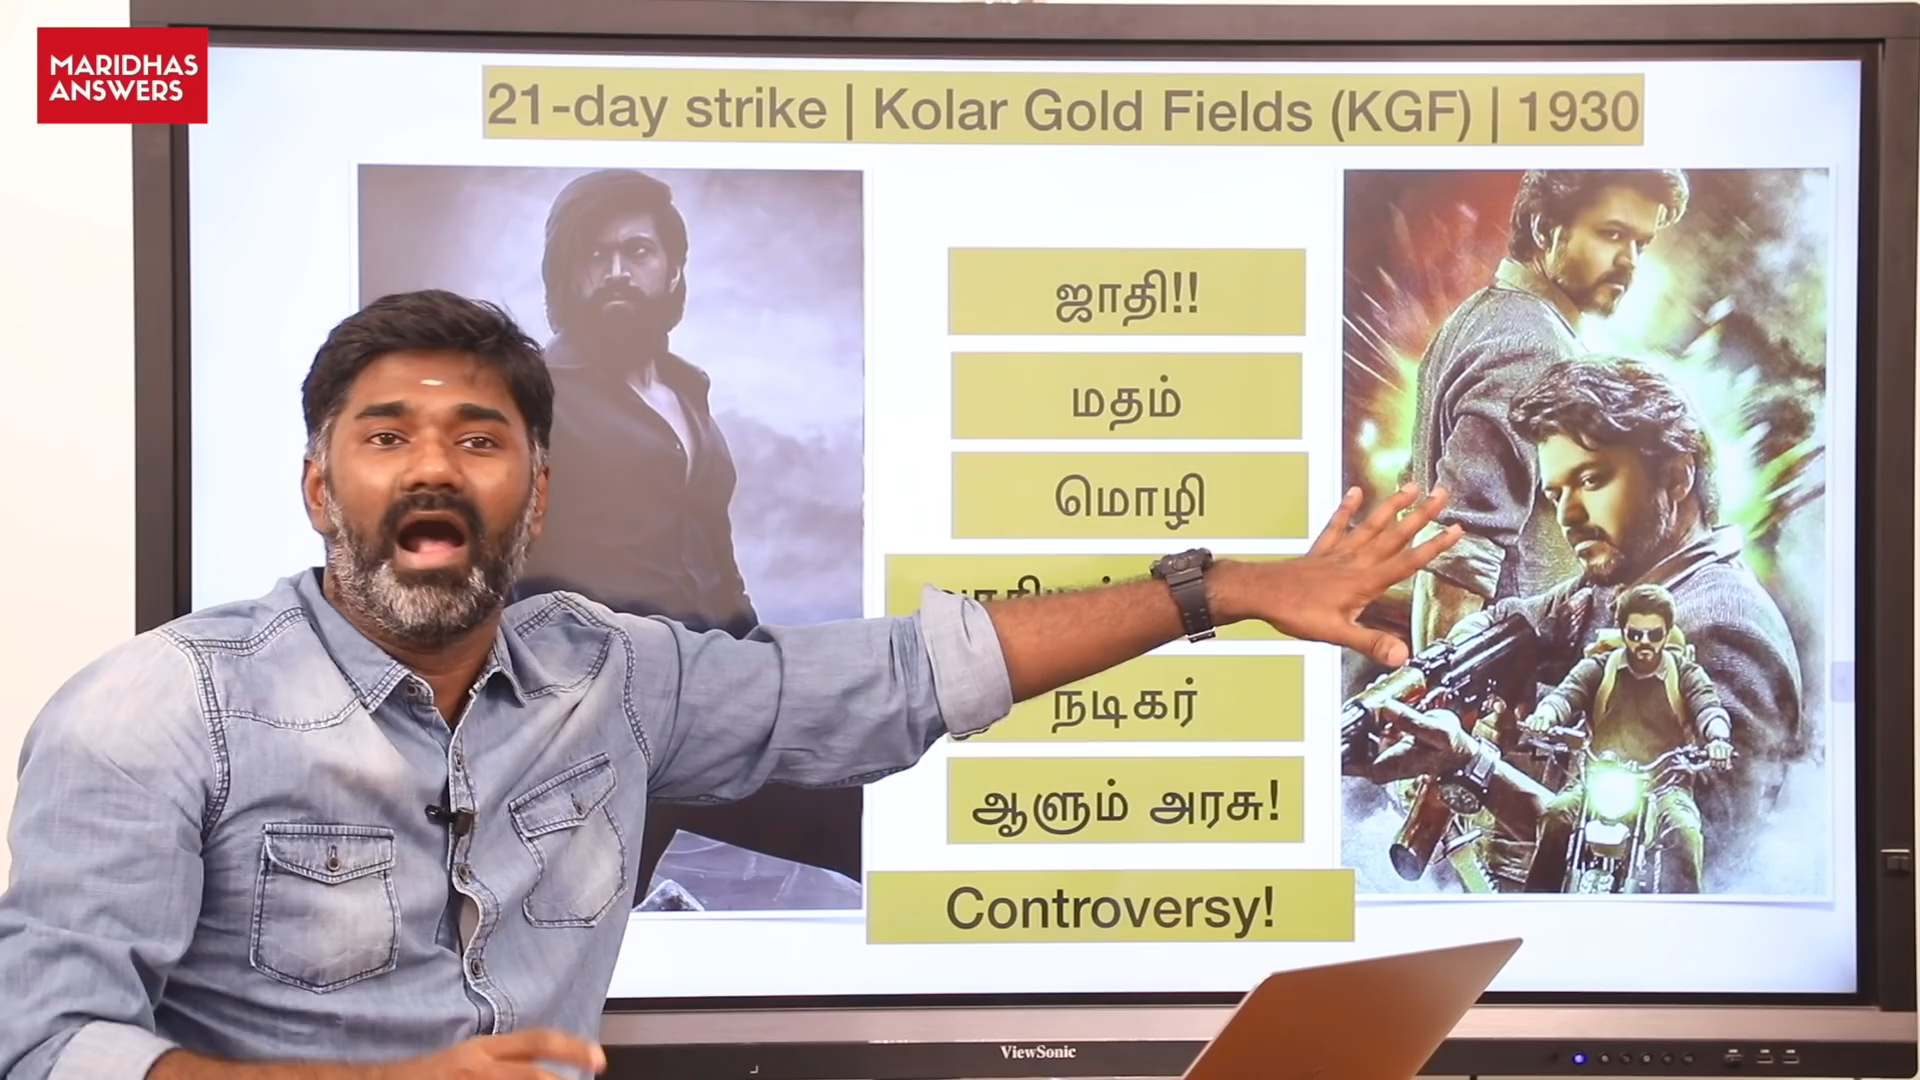 MARIDHAS
ANSWERS
21-day strike | Kolar Gold Fields (KGF) | 1930
ஜாதி!!
மதம்
மொழி
நடிகர்
ஆளும் அரசு!
Controversy!
ViewSonic